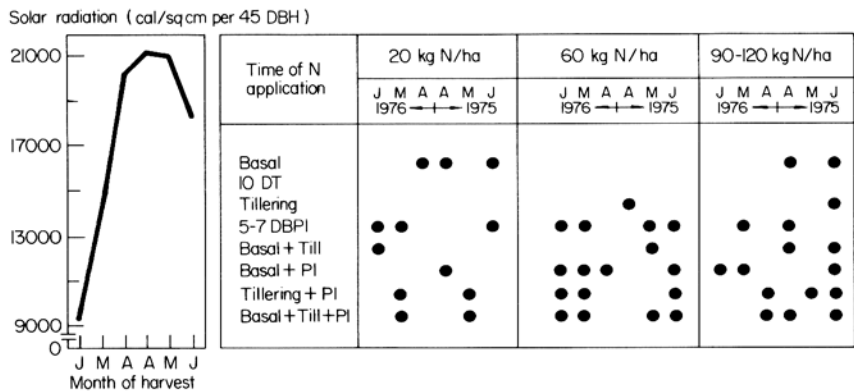 Solar radiation (cal/sq cm per 45 DBH)
21000
17000
13000
9000
0
J M A A M J
Month of harvest
Time of N
application
20 kg N/ha
60 kg N/ha
90-120 kg N/ha
J M A A M J
1976 1975
J M A A M J
1976 1975
J M A A M J
1976 1975
Basal
10 DT
Tillering
5-7 DBPI
Basal + Till
Basal + PI
Tillering + PI
Basal+Till+PI